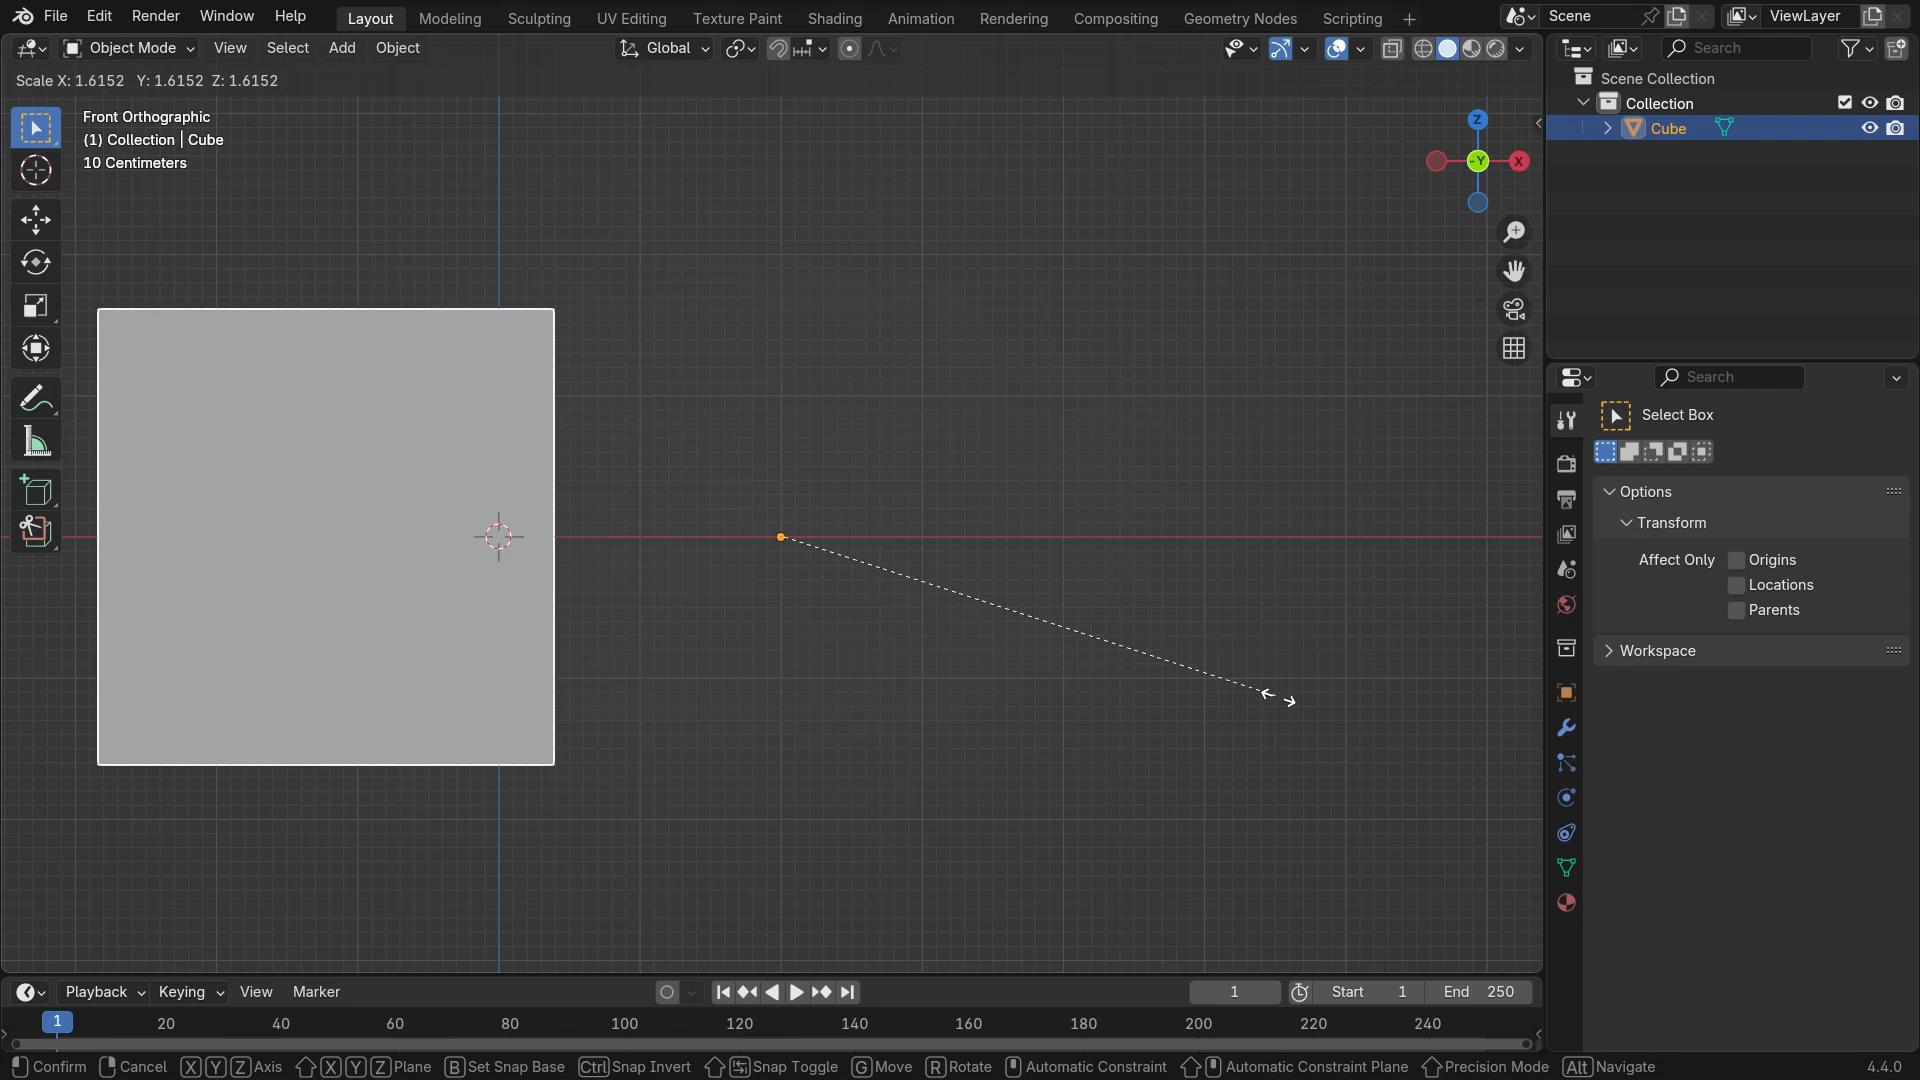 File Edit Render Window Help Layout Modeling Sculpting UV Editing Texture Paint Shading Animation Rendering Compositing Geometry Nodes Scripting + Scene ViewLayer
Object Mode View Select Add Object Global Search
Scale X: 1.6152 Y: 1.6152 Z: 1.6152
Scene Collection
Collection
Cube
Front Orthographic
(1) Collection | Cube
10 Centimeters
Z
-Y X
Search
Select Box
Options
Transform
Affect Only Origins
Locations
Parents
Workspace
Playback Keying View Marker 1 Start 1 End 250
1 20 40 60 80 100 120 140 160 180 200 220 240
Confirm Cancel X Y Z Axis X Y Z Plane B Set Snap Base Ctrl Snap Invert Snap Toggle G Move R Rotate Automatic Constraint Automatic Constraint Plane Precision Mode Alt Navigate 4.4.0